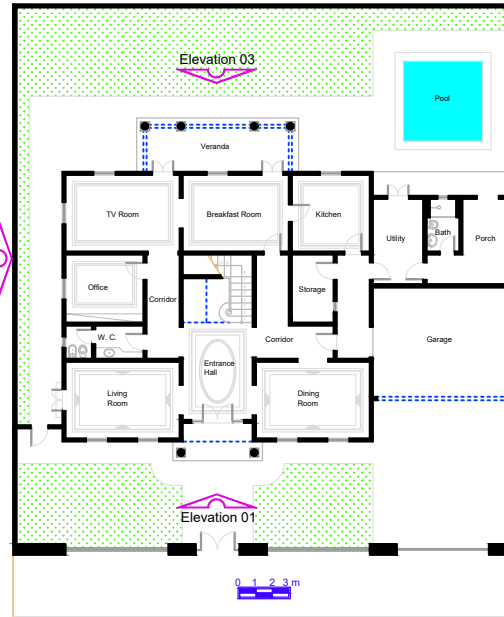 Elevation 03
Pool
Veranda
TV Room
Breakfast Room
Kitchen
Utility
Bath
Porch
Office
Corridor
Storage
W. C.
Entrance
Hall
Corridor
Garage
Living
Room
Dining
Room
Elevation 01
0 1 2 3 m